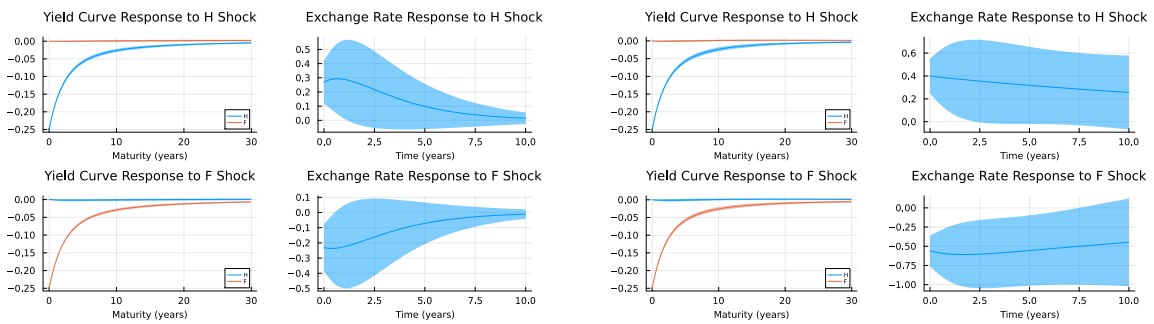 Yield Curve Response to H Shock
0.00
−0.05
−0.10
−0.15
−0.20
−0.25
H
F
0 10 20 30
Maturity (years)
Exchange Rate Response to H Shock
0.5
0.4
0.3
0.2
0.1
0.0
0.0 2.5 5.0 7.5 10.0
Time (years)
Yield Curve Response to H Shock
0.00
−0.05
−0.10
−0.15
−0.20
−0.25
H
F
0 10 20 30
Maturity (years)
Exchange Rate Response to H Shock
0.6
0.4
0.2
0.0
0.0 2.5 5.0 7.5 10.0
Time (years)
Yield Curve Response to F Shock
0.00
−0.05
−0.10
−0.15
−0.20
−0.25
H
F
0 10 20 30
Maturity (years)
Exchange Rate Response to F Shock
0.1
0.0
−0.1
−0.2
−0.3
−0.4
−0.5
0.0 2.5 5.0 7.5 10.0
Time (years)
Yield Curve Response to F Shock
0.00
−0.05
−0.10
−0.15
−0.20
−0.25
H
F
0 10 20 30
Maturity (years)
Exchange Rate Response to F Shock
0.00
−0.25
−0.50
−0.75
−1.00
0.0 2.5 5.0 7.5 10.0
Time (years)